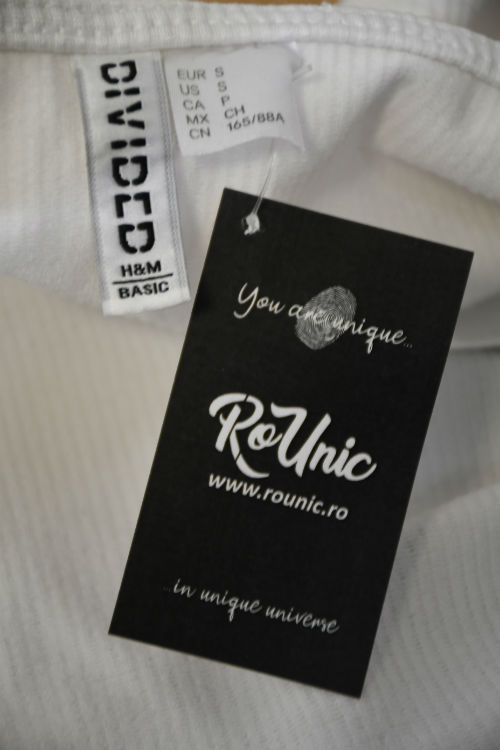 DIVIDED
H&M
BASIC
EUR S
US S
CA P
MX CH
CN 165/88A
You are unique...
RoUnic
www.rounic.ro
...in unique universe